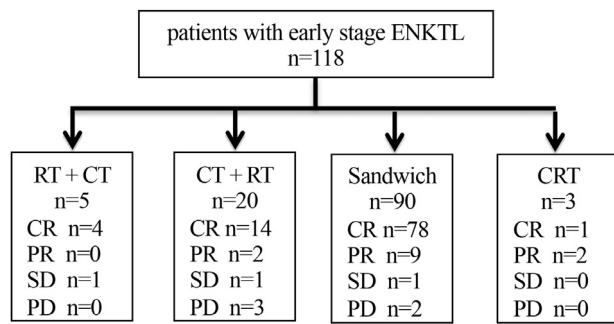 patients with early stage ENKTL
n=118
RT + CT
n=5
CR n=4
PR n=0
SD n=1
PD n=0
CT + RT
n=20
CR n=14
PR n=2
SD n=1
PD n=3
Sandwich
n=90
CR n=78
PR n=9
SD n=1
PD n=2
CRT
n=3
CR n=1
PR n=2
SD n=0
PD n=0